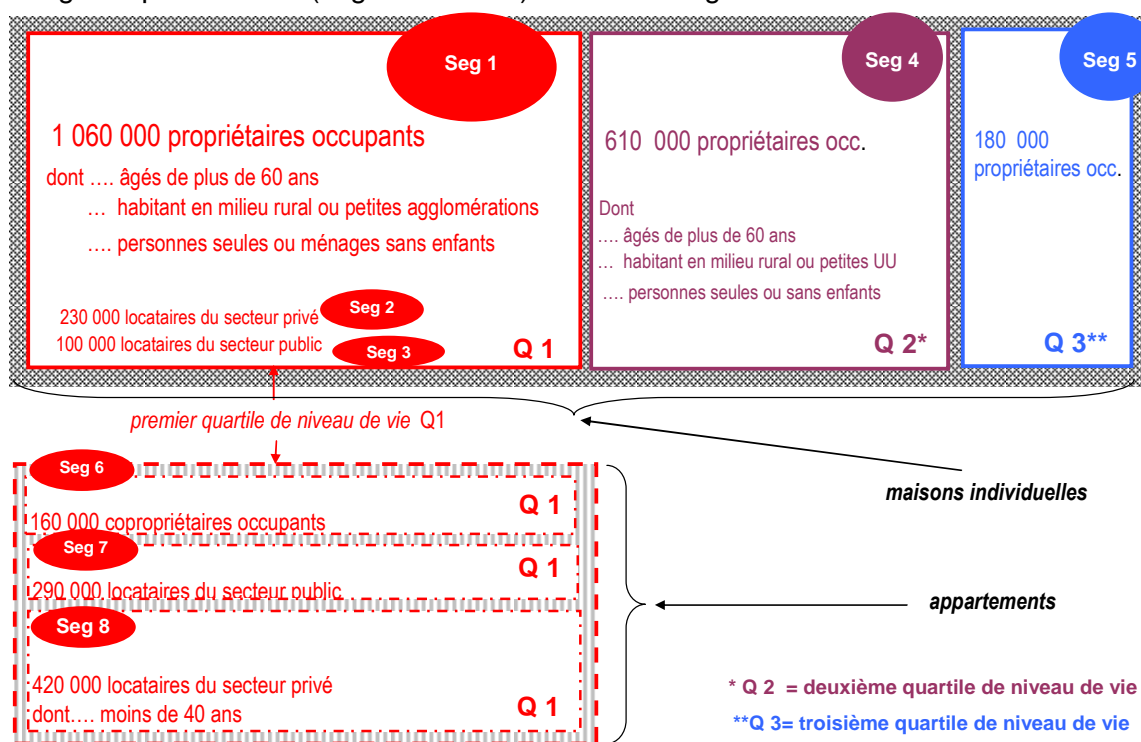 Seg 1
Seg 4
Seg 5
1 060 000 propriétaires occupants
dont .... âgés de plus de 60 ans
... habitant en milieu rural ou petites agglomérations
.... personnes seules ou ménages sans enfants
230 000 locataires du secteur privé
Seg 2
100 000 locataires du secteur public
Seg 3
Q 1
610 000 propriétaires occ.
Dont
.... âgés de plus de 60 ans
... habitant en milieu rural ou petites UU
.... personnes seules ou sans enfants
Q 2*
180 000
propriétaires occ.
Q 3**
premier quartile de niveau de vie Q1
maisons individuelles
Seg 6
Q 1
160 000 copropriétaires occupants
Seg 7
Q 1
290 000 locataires du secteur public
Seg 8
420 000 locataires du secteur privé
dont.... moins de 40 ans
Q 1
appartements
* Q 2 = deuxième quartile de niveau de vie
**Q 3= troisième quartile de niveau de vie